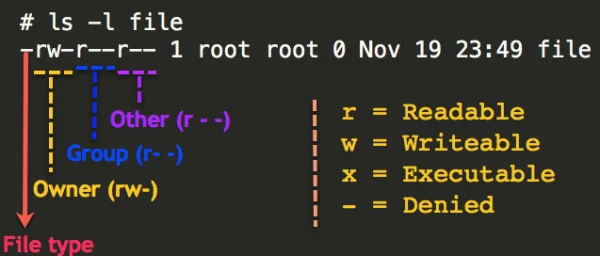 # ls -l file
-rw-r--r-- 1 root root 0 Nov 19 23:49 file
Other (r - -)
Group (r- -)
Owner (rw-)
File type
r = Readable
w = Writeable
x = Executable
- = Denied